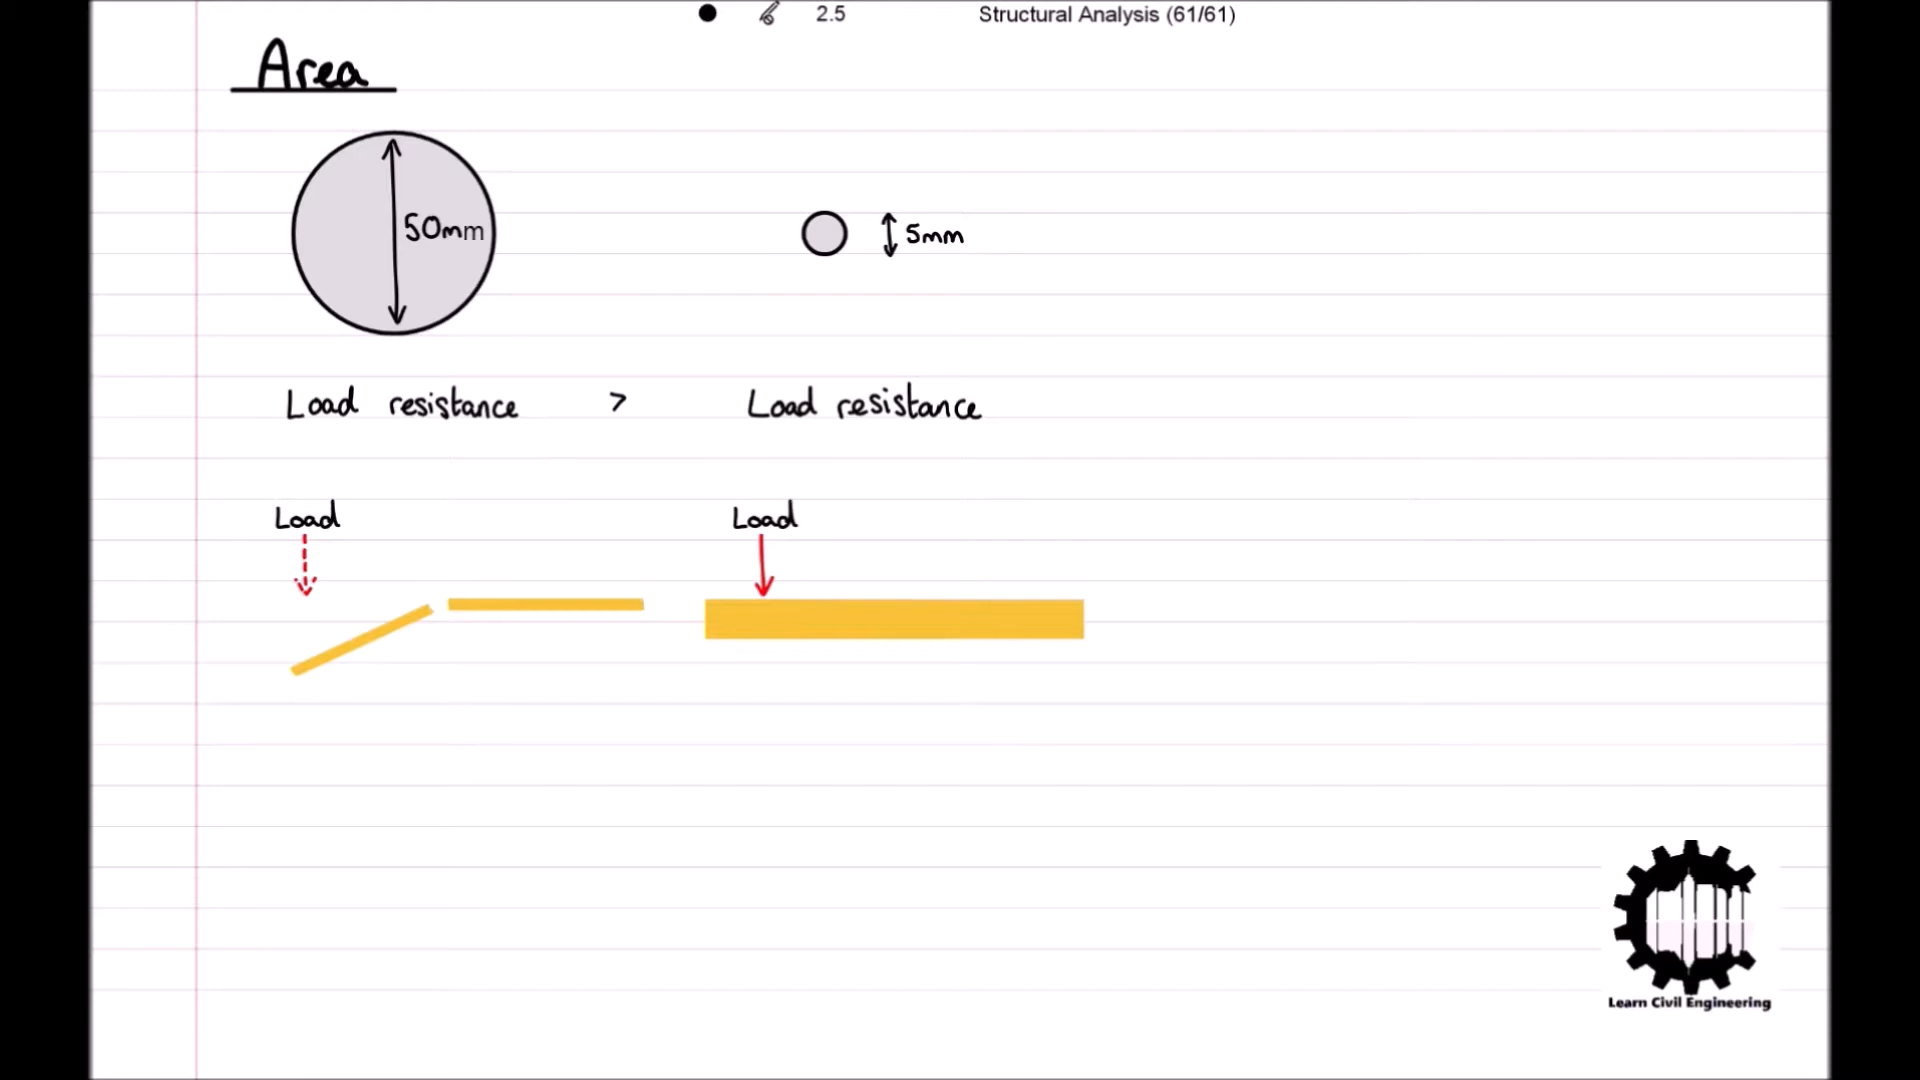 2.5 Structural Analysis (61/61)
Area
50mm
5mm
Load resistance > Load resistance
Load Load
Learn Civil Engineering